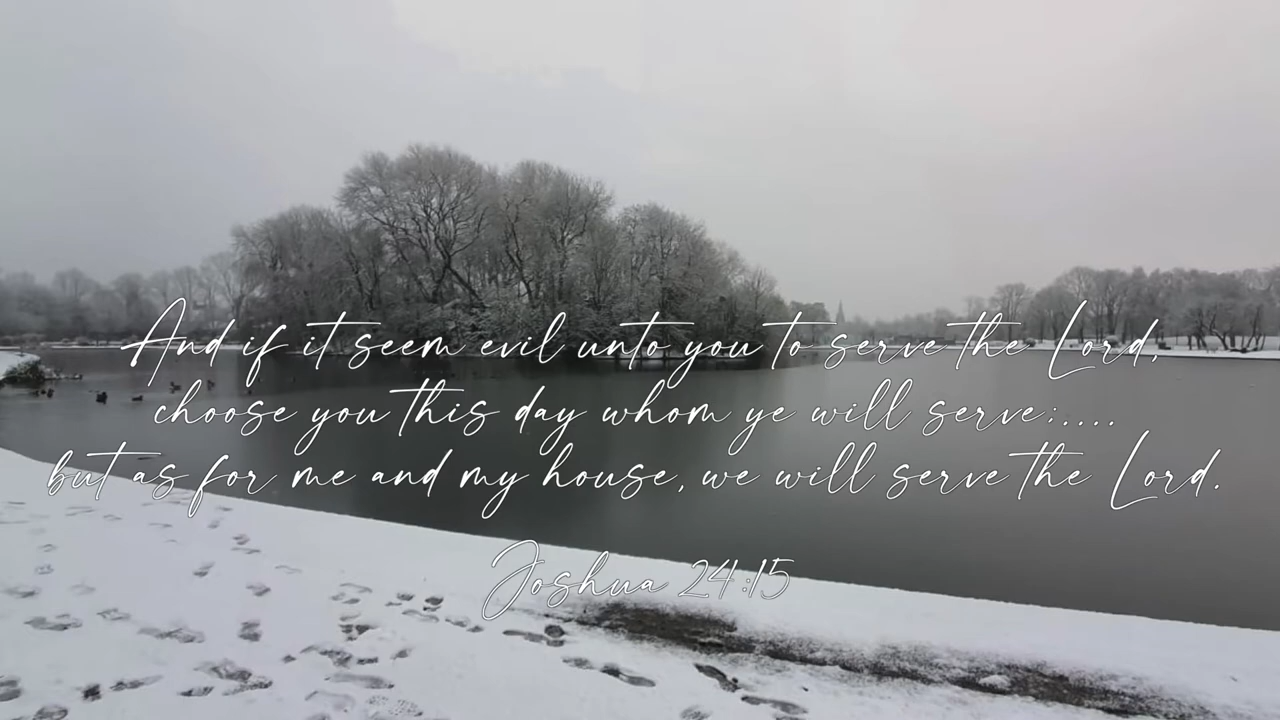 And if it seem evil unto you to serve the Lord,
choose you this day whom ye will serve:....
but as for me and my house, we will serve the Lord.
Joshua 24:15